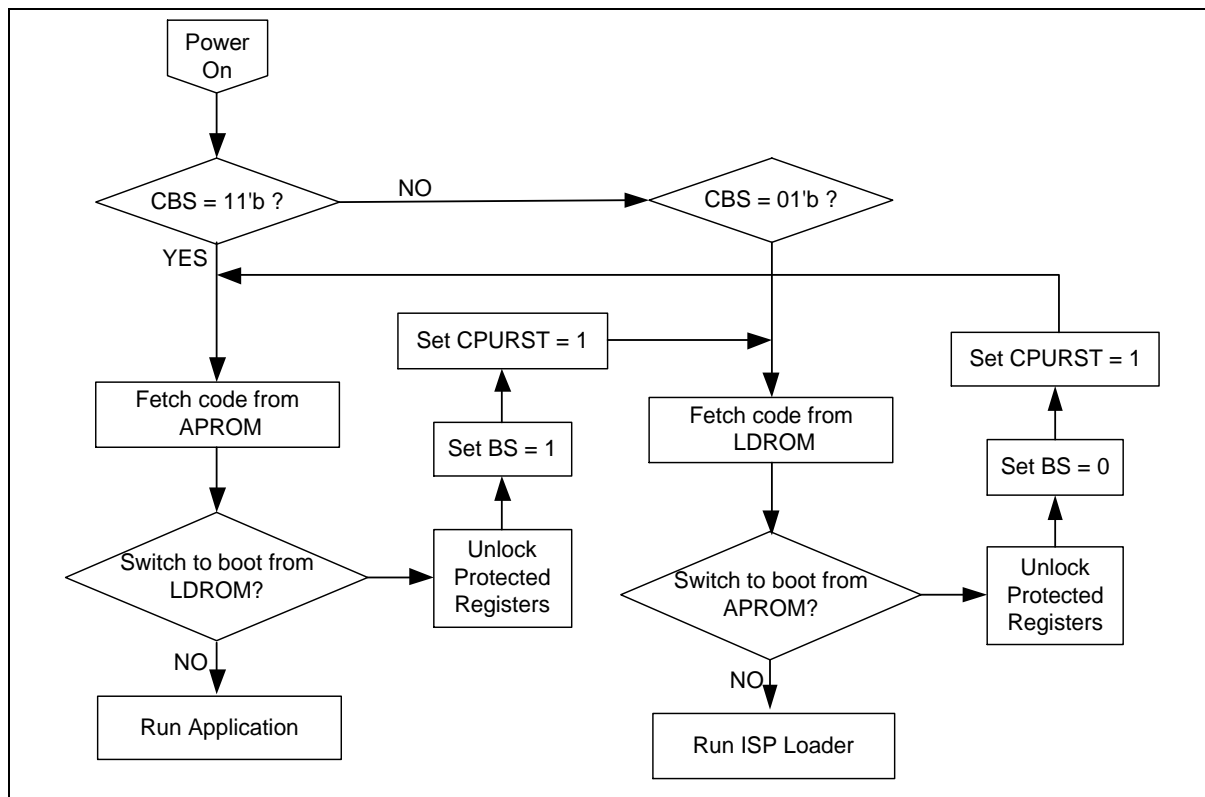 Power
On
CBS = 11'b ?
NO
CBS = 01'b ?
YES
Set CPURST = 1
Set CPURST = 1
Fetch code from
APROM
Fetch code from
LDROM
Set BS = 1
Set BS = 0
Switch to boot from
LDROM?
Unlock
Protected
Registers
Switch to boot from
APROM?
Unlock
Protected
Registers
NO
NO
Run Application
Run ISP Loader